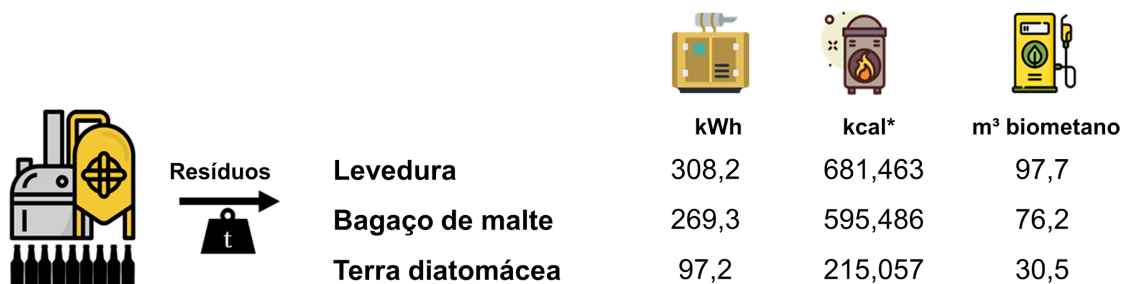 kWh kcal* m³ biometano
Resíduos
t
Levedura 308,2 681,463 97,7
Bagaço de malte 269,3 595,486 76,2
Terra diatomácea 97,2 215,057 30,5